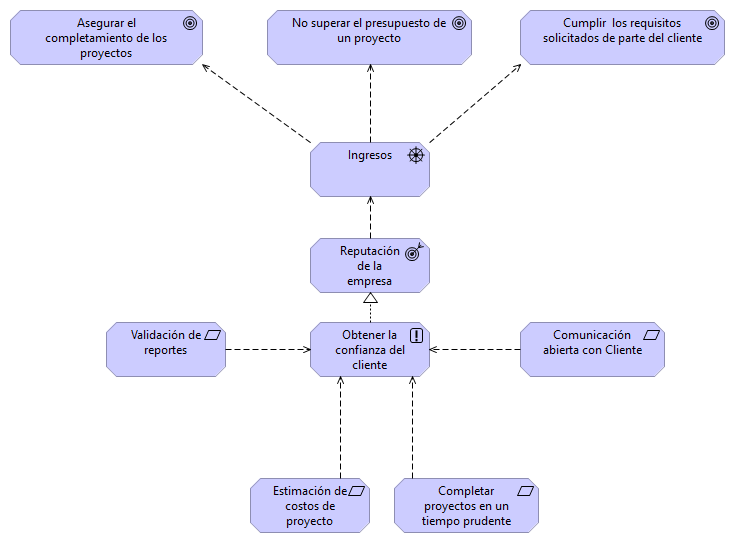 Asegurar el
completamiento de los
proyectos
No superar el presupuesto de
un proyecto
Cumplir  los requisitos
solicitados de parte del cliente
Ingresos
Reputación
de la
empresa
Validación de
reportes
Obtener la
confianza del
cliente
Comunicación
abierta con Cliente
Estimación de
costos de
proyecto
Completar
proyectos en un
tiempo prudente